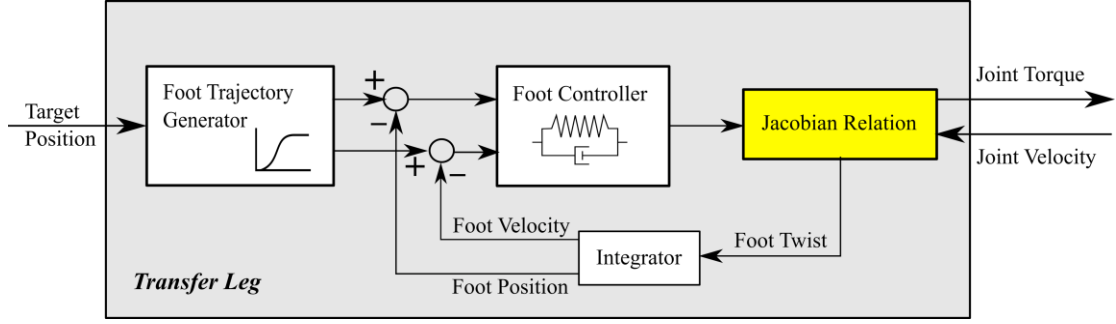 Target
Position
Foot Trajectory
Generator
+
−
+
−
Foot Controller
Jacobian Relation
Joint Torque
Joint Velocity
Foot Velocity
Foot Twist
Integrator
Foot Position
Transfer Leg